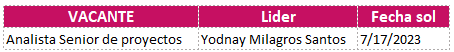 VACANTE Lider Fecha sol
Analista Senior de proyectos Yodnay Milagros Santos 7/17/2023